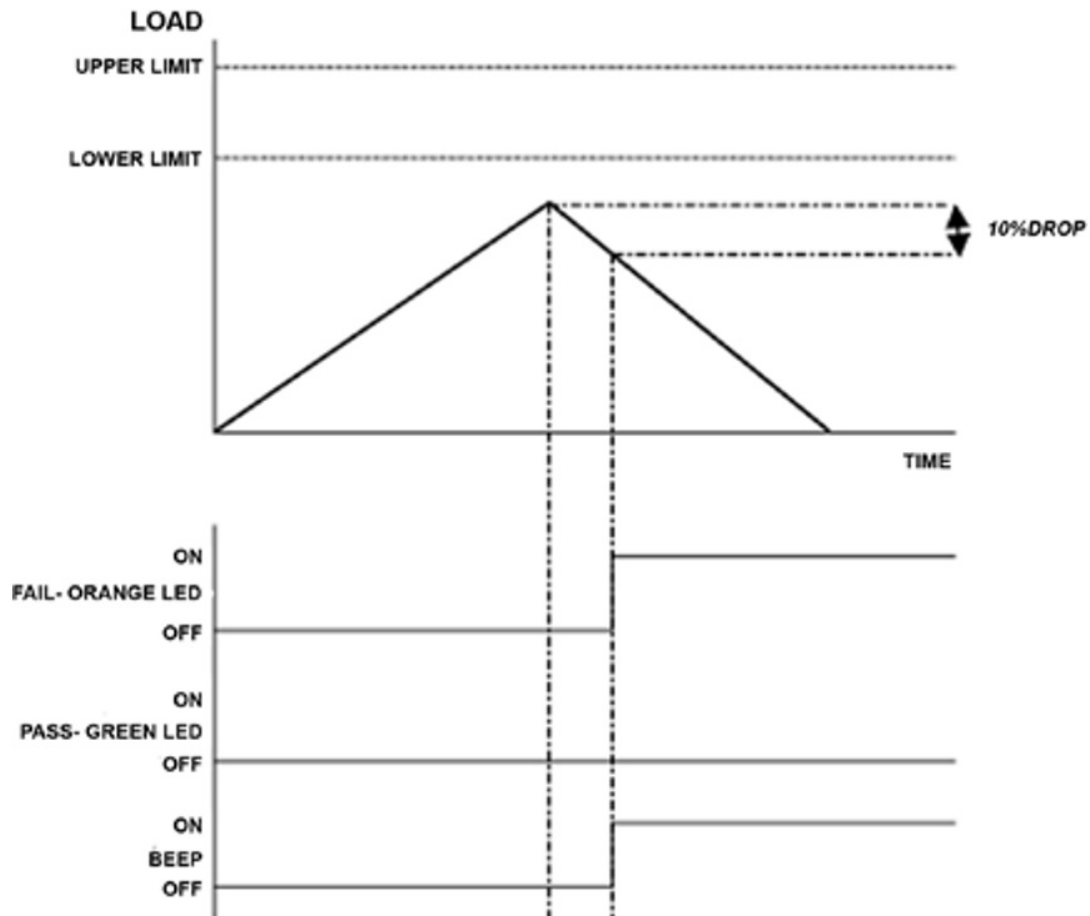 LOAD
UPPER LIMIT
LOWER LIMIT
10%DROP
TIME
ON
FAIL- ORANGE LED
OFF
ON
PASS- GREEN LED
OFF
ON
BEEP
OFF